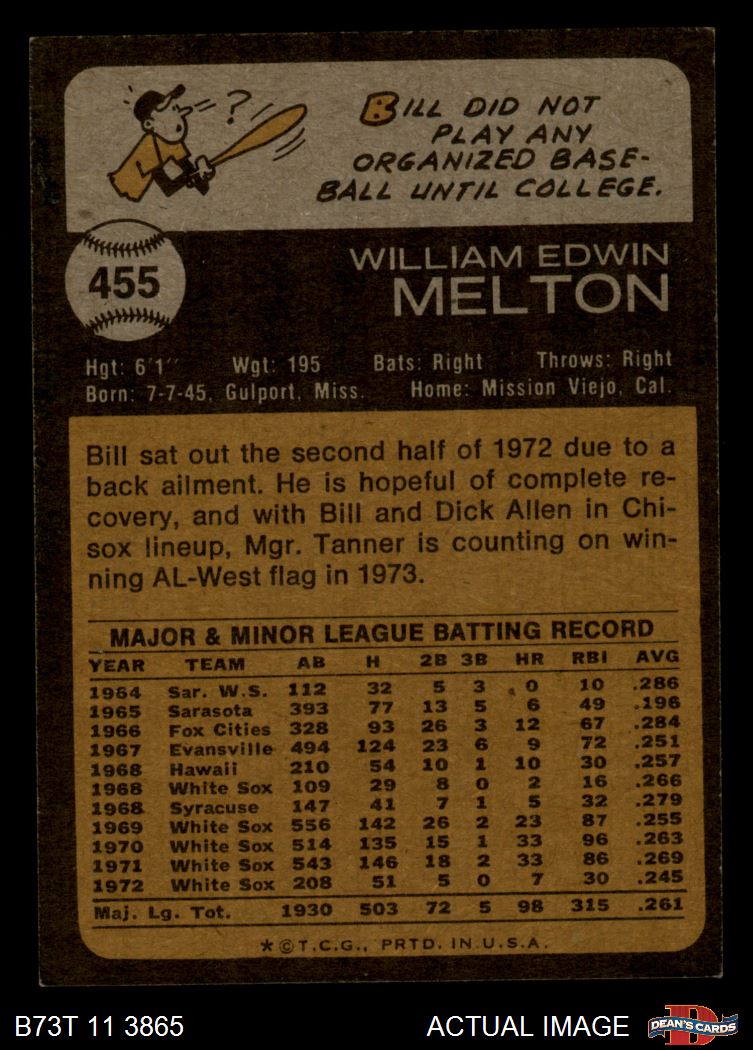 ?
BILL DID NOT
PLAY ANY
ORGANIZED BASE-
BALL UNTIL COLLEGE.
455
WILLIAM EDWIN
MELTON
Hgt: 6'1" Wgt: 195 Bats: Right Throws: Right
Born: 7-7-45, Gulport, Miss. Home: Mission Viejo, Cal.
Bill sat out the second half of 1972 due to a
back ailment. He is hopeful of complete re-
covery, and with Bill and Dick Allen in Chi-
sox lineup, Mgr. Tanner is counting on win-
ning AL-West flag in 1973.
MAJOR & MINOR LEAGUE BATTING RECORD
YEAR TEAM AB H 2B 3B HR RBI AVG
1964 Sar. W.S. 112 32 5 3 0 10 .286
1965 Sarasota 393 77 13 5 6 49 .196
1966 Fox Cities 328 93 26 3 12 67 .284
1967 Evansville 494 124 23 6 9 72 .251
1968 Hawaii 210 54 10 1 10 30 .257
1968 White Sox 109 29 8 0 2 16 .266
1968 Syracuse 147 41 7 1 5 32 .279
1969 White Sox 556 142 26 2 23 87 .255
1970 White Sox 514 135 15 1 33 96 .263
1971 White Sox 543 146 18 2 33 86 .269
1972 White Sox 208 51 5 0 7 30 .245
Maj. Lg. Tot. 1930 503 72 5 98 315 .261
*©T.C.G., PRTD. IN U.S.A.
B73T 11 3865 ACTUAL IMAGE DEAN'S CARDS